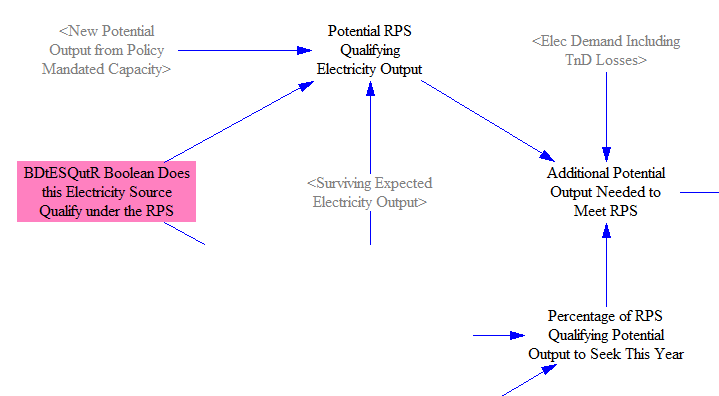 <New Potential
Output from Policy
Mandated Capacity>
Potential RPS
Qualifying
Electricity Output
<Elec Demand Including
TnD Losses>
BDtESQutR Boolean Does
this Electricity Source
Qualify under the RPS
<Surviving Expected
Electricity Output>
Additional Potential
Output Needed to
Meet RPS
Percentage of RPS
Qualifying Potential
Output to Seek This Year